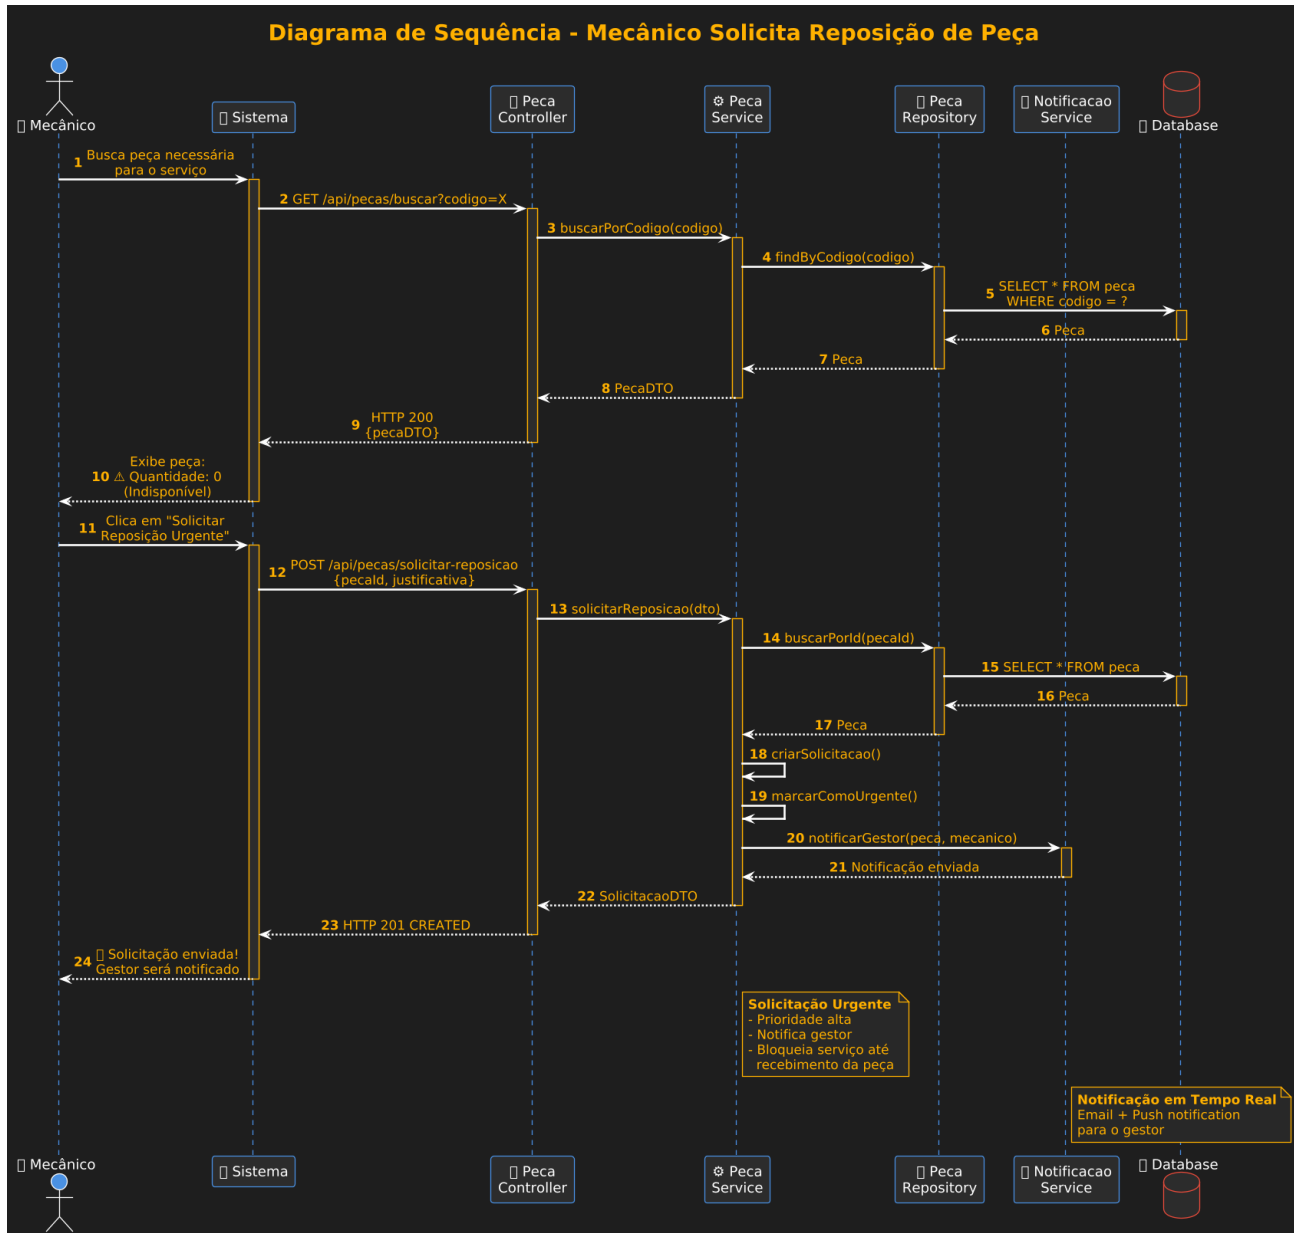 Diagrama de Sequência - Mecânico Solicita Reposição de Peça
Mecânico
Sistema
Peca
Controller
⚙ Peca
Service
Peca
Repository
Notificacao
Service
Database
1 Busca peça necessária
para o serviço
2 GET /api/pecas/buscar?codigo=X
3 buscarPorCodigo(codigo)
4 findByCodigo(codigo)
5 SELECT * FROM peca
WHERE codigo = ?
6 Peca
7 Peca
8 PecaDTO
9 HTTP 200
{pecaDTO}
Exibe peça:
10 ⚠ Quantidade: 0
(Indisponível)
11 Clica em "Solicitar
Reposição Urgente"
12 POST /api/pecas/solicitar-reposicao
{pecaId, justificativa}
13 solicitarReposicao(dto)
14 buscarPorId(pecaId)
15 SELECT * FROM peca
16 Peca
17 Peca
18 criarSolicitacao()
19 marcarComoUrgente()
20 notificarGestor(peca, mecanico)
21 Notificação enviada
22 SolicitacaoDTO
23 HTTP 201 CREATED
24 Solicitação enviada!
Gestor será notificado
Solicitação Urgente
- Prioridade alta
- Notifica gestor
- Bloqueia serviço até
recebimento da peça
Notificação em Tempo Real
Email + Push notification
para o gestor
Mecânico
Sistema
Peca
Controller
⚙ Peca
Service
Peca
Repository
Notificacao
Service
Database